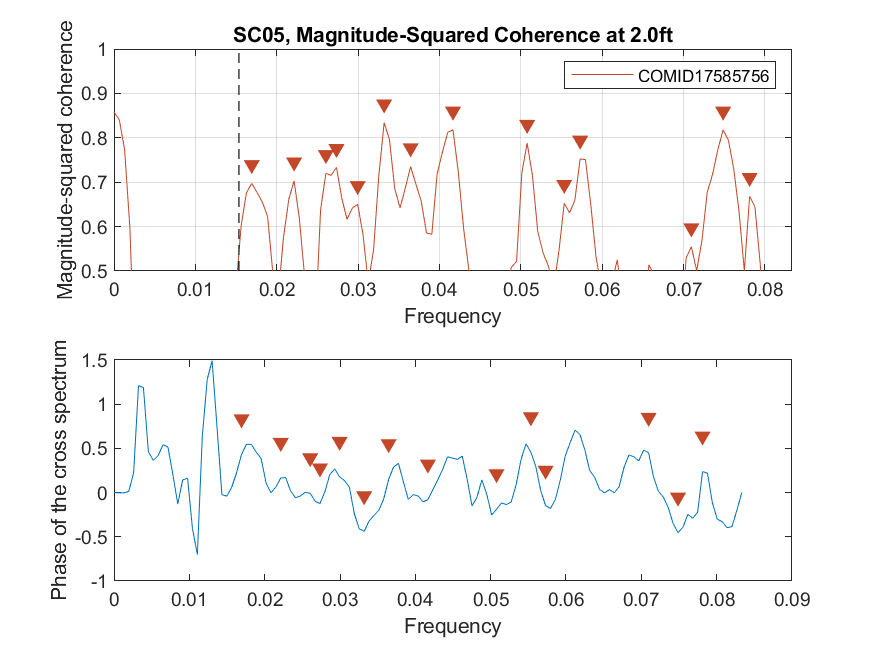 SC05, Magnitude-Squared Coherence at 2.0ft
Magnitude-squared coherence
1
0.9
0.8
0.7
0.6
0.5
COMID17585756
0 0.01 0.02 0.03 0.04 0.05 0.06 0.07 0.08
Frequency
Phase of the cross spectrum
1.5
1
0.5
0
-0.5
-1
0 0.01 0.02 0.03 0.04 0.05 0.06 0.07 0.08 0.09
Frequency